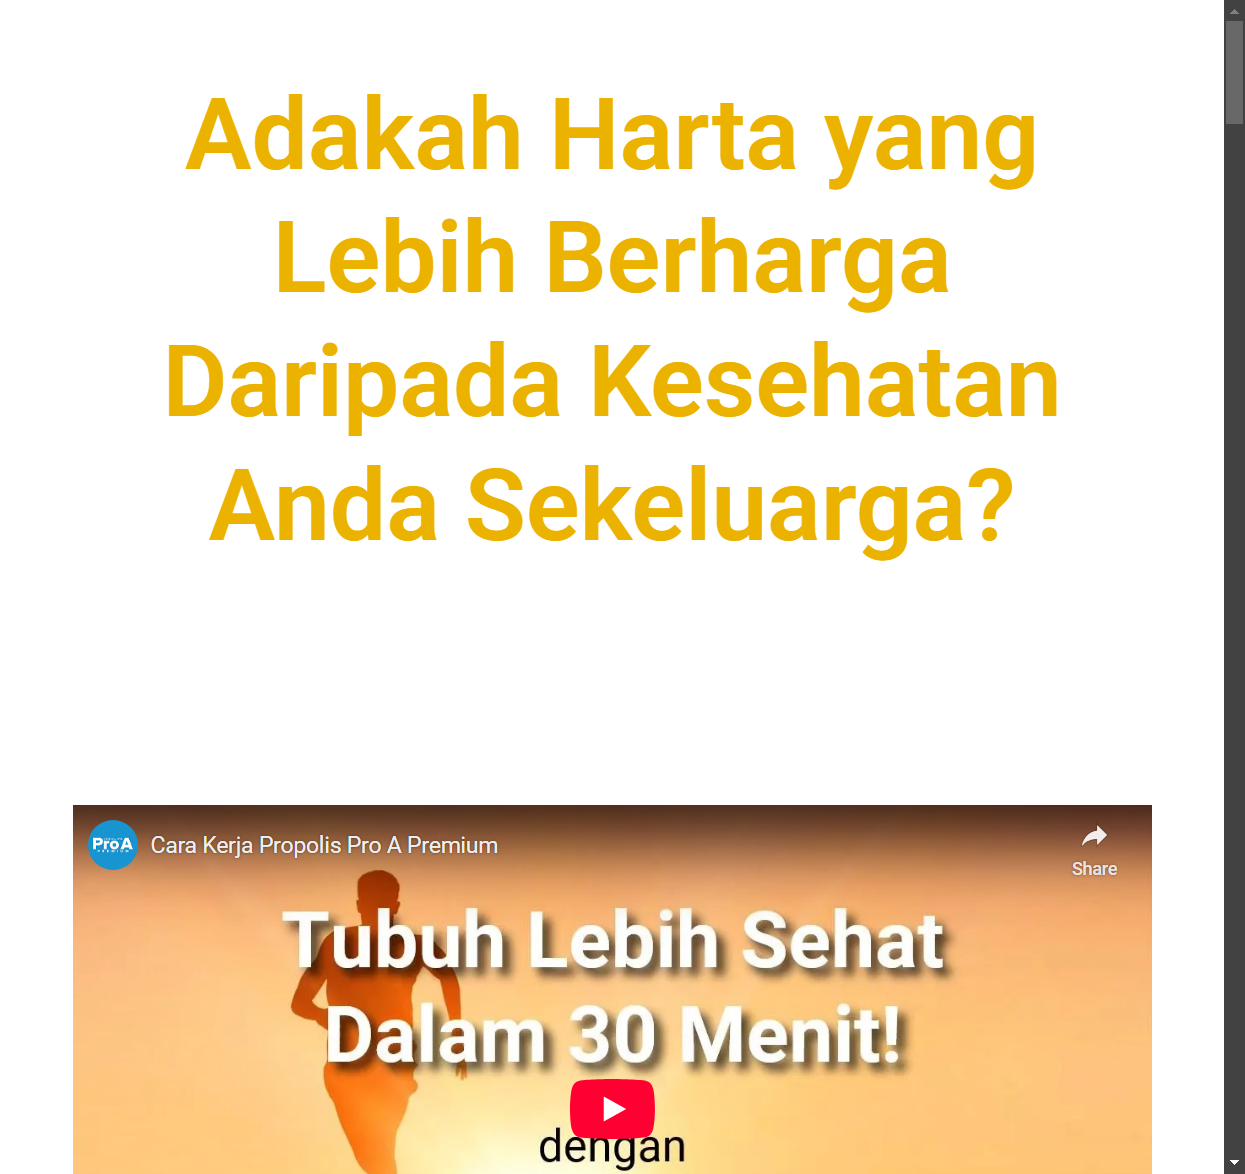 Adakah Harta yang
Lebih Berharga
Daripada Kesehatan
Anda Sekeluarga?
ProA
PREMIUM
Cara Kerja Propolis Pro A Premium
Share
Tubuh Lebih Sehat
Dalam 30 Menit!
dengan